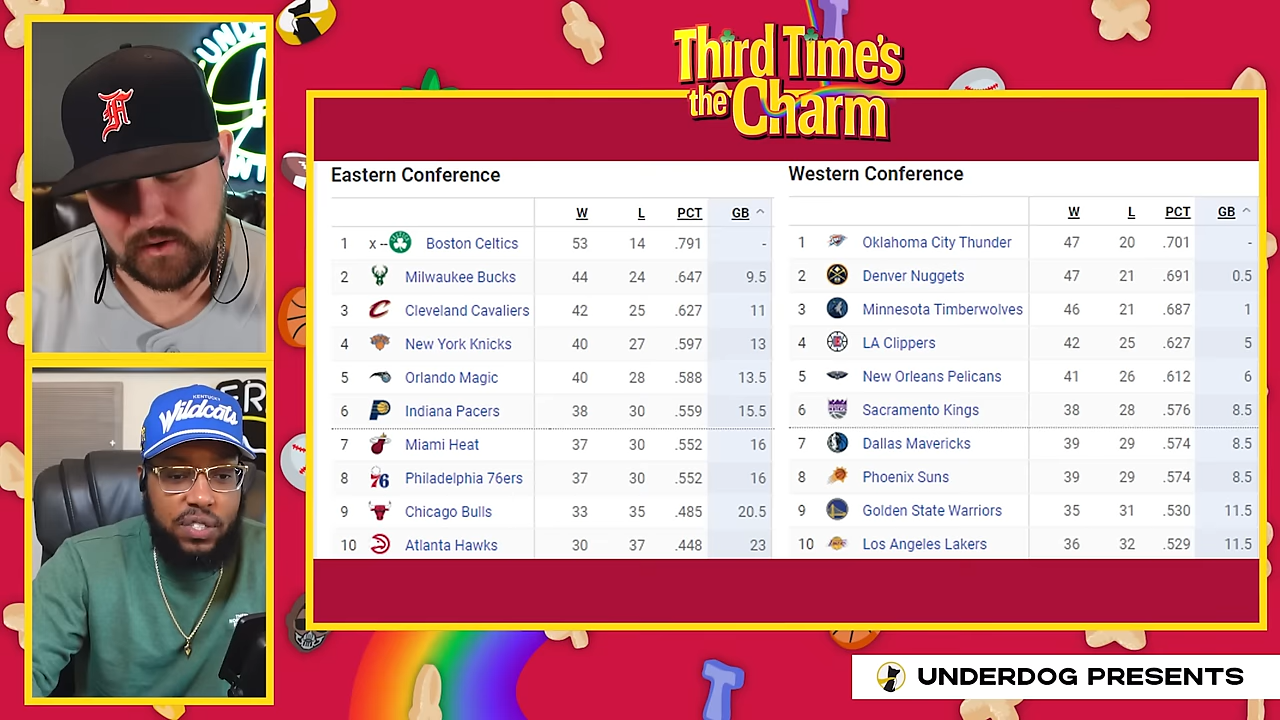 Third Time's
the Charm
UNDE
KENTUCKY
Wildcats
ER
Eastern Conference
W L PCT GB
1 x -- Boston Celtics 53 14 .791 -
2 Milwaukee Bucks 44 24 .647 9.5
3 Cleveland Cavaliers 42 25 .627 11
4 New York Knicks 40 27 .597 13
5 Orlando Magic 40 28 .588 13.5
6 Indiana Pacers 38 30 .559 15.5
7 Miami Heat 37 30 .552 16
8 76 Philadelphia 76ers 37 30 .552 16
9 Chicago Bulls 33 35 .485 20.5
10 Atlanta Hawks 30 37 .448 23
Western Conference
W L PCT GB
1 Oklahoma City Thunder 47 20 .701 -
2 Denver Nuggets 47 21 .691 0.5
3 Minnesota Timberwolves 46 21 .687 1
4 LA Clippers 42 25 .627 5
5 New Orleans Pelicans 41 26 .612 6
6 Sacramento Kings 38 28 .576 8.5
7 Dallas Mavericks 39 29 .574 8.5
8 Phoenix Suns 39 29 .574 8.5
9 Golden State Warriors 35 31 .530 11.5
10 Los Angeles Lakers 36 32 .529 11.5
UNDERDOG PRESENTS